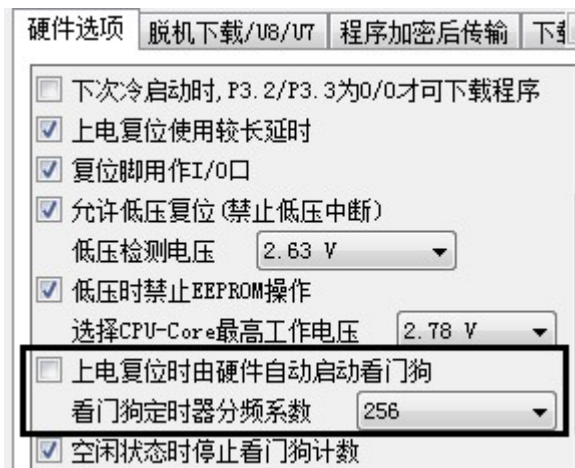 硬件选项 脱机下载/U8/U7 程序加密后传输
下次冷启动时,P3.2/P3.3为0/0才可下载程序
上电复位使用较长延时
复位脚用作I/O口
允许低压复位(禁止低压中断)
低压检测电压 2.63 V
低压时禁止EEPROM操作
选择CPU-Core最高工作电压 2.78 V
上电复位时由硬件自动启动看门狗
看门狗定时器分频系数 256
空闲状态时停止看门狗计数